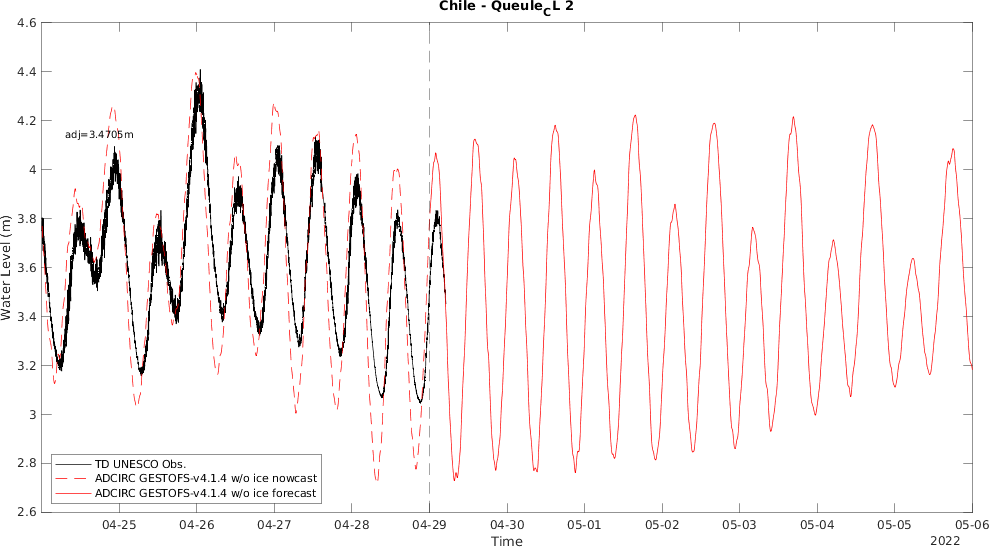 Chile - Queule_CL 2
4.6
4.4
4.2
4
3.8
3.6
3.4
3.2
3
2.8
2.6
Water Level (m)
adj=3.4705m
TD UNESCO Obs.
ADCIRC GESTOFS-v4.1.4 w/o ice nowcast
ADCIRC GESTOFS-v4.1.4 w/o ice forecast
04-25 04-26 04-27 04-28 04-29 04-30 05-01 05-02 05-03 05-04 05-05 05-06
Time
2022